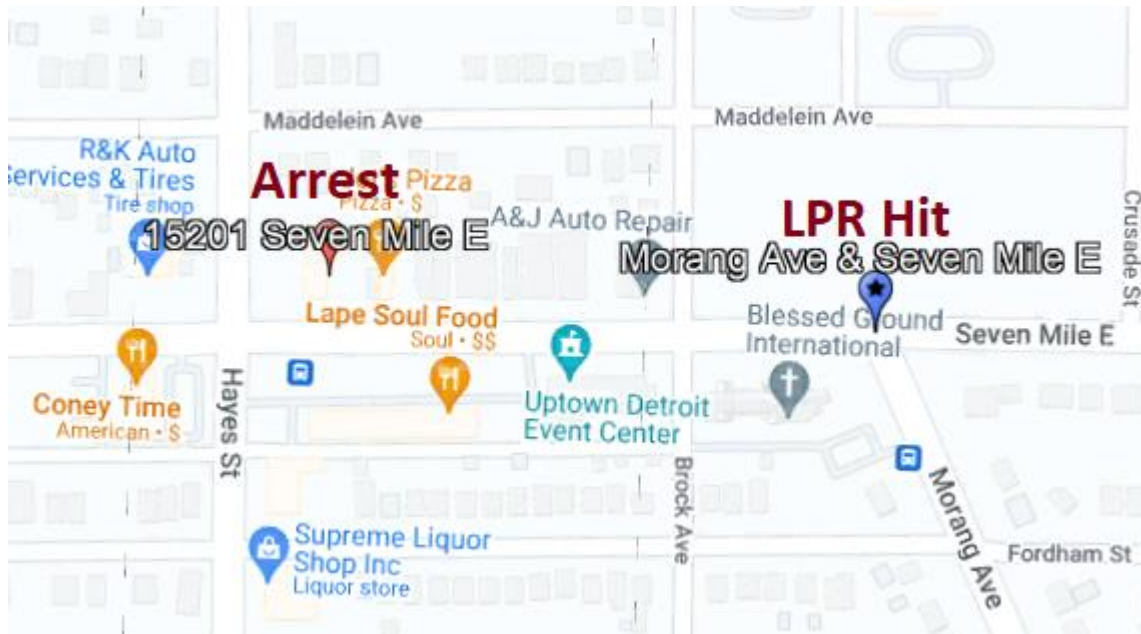 Maddelein Ave
Maddelein Ave
R&K Auto
Services & Tires
Tire shop
Arrest
Pizza
Pizza • $
15201 Seven Mile E
A&J Auto Repair
LPR Hit
Morang Ave & Seven Mile E
Crusade St
Lape Soul Food
Soul • $$
Blessed Ground
International
Seven Mile E
Coney Time
American • $
Hayes St
Uptown Detroit
Event Center
Brock Ave
Morang Ave
Supreme Liquor
Shop Inc
Liquor store
Fordham St